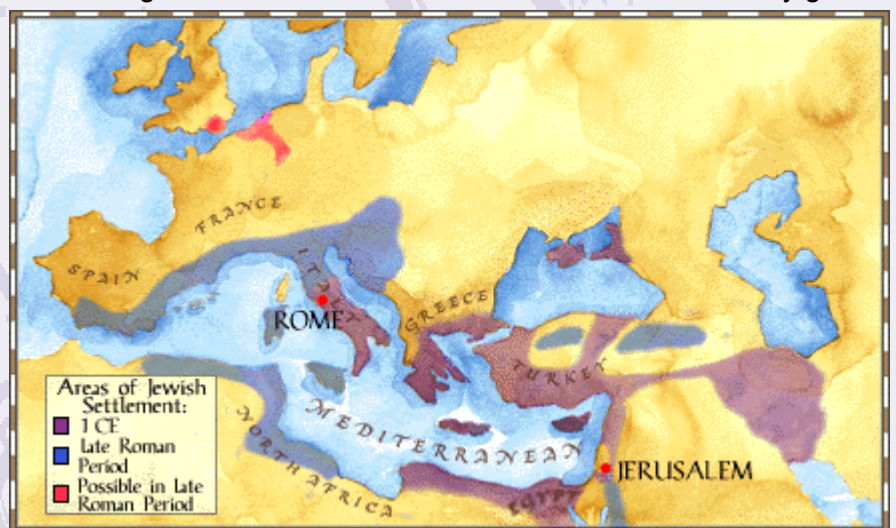 FRANCE
SPAIN
ITALY
ROME
GREECE
TURKEY
MEDITERRANEAN
NORTH AFRICA
EGYPT
JERUSALEM
Areas of Jewish
Settlement:
1 CE
Late Roman
Period
Possible in late
Roman Period